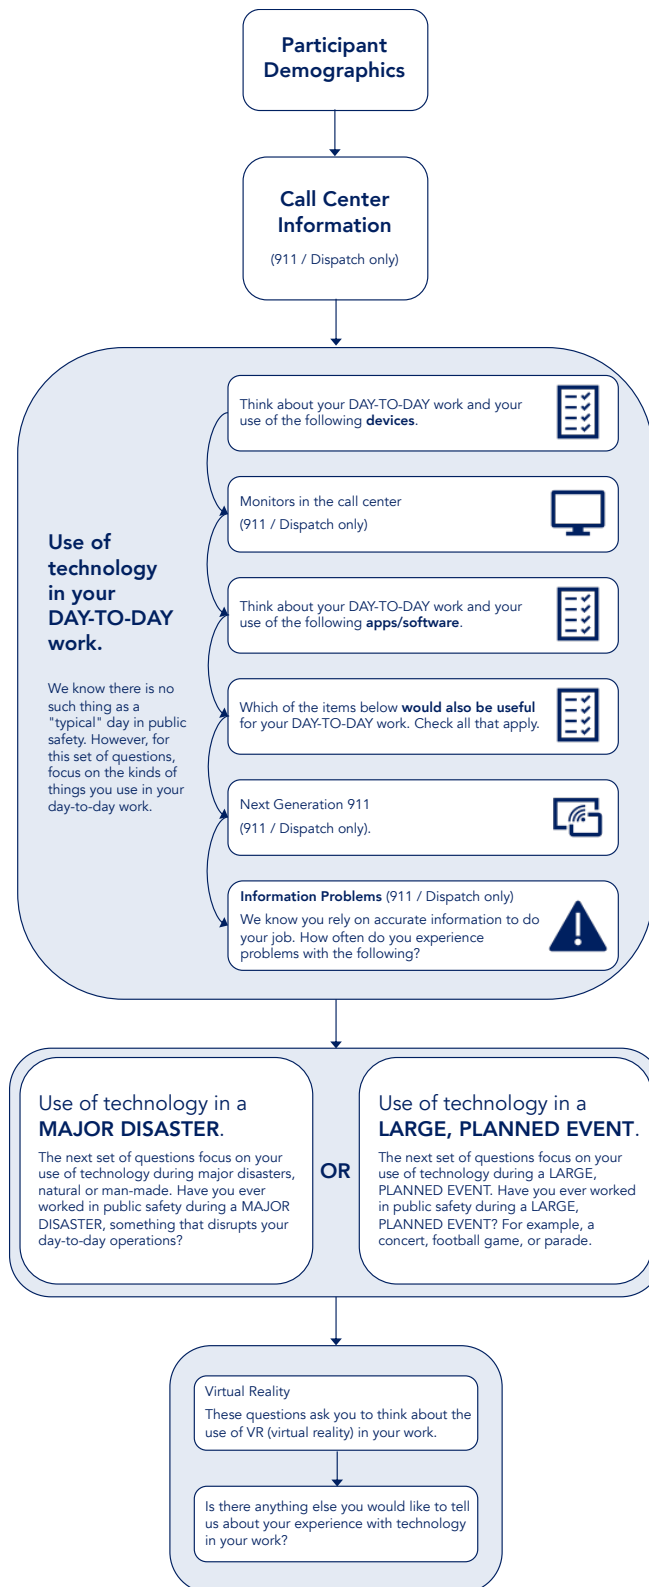 Participant
Demographics
Call Center
Information
(911 / Dispatch only)
Use of
technology
in your
DAY-TO-DAY
work.
We know there is no
such thing as a
"typical" day in public
safety. However, for
this set of questions,
focus on the kinds of
things you use in your
day-to-day work.
Think about your DAY-TO-DAY work and your
use of the following devices.
Monitors in the call center
(911 / Dispatch only)
Think about your DAY-TO-DAY work and your
use of the following apps/software.
Which of the items below would also be useful
for your DAY-TO-DAY work. Check all that apply.
Next Generation 911
(911 / Dispatch only).
Information Problems (911 / Dispatch only)
We know you rely on accurate information to do
your job. How often do you experience
problems with the following?
Use of technology in a
MAJOR DISASTER.
The next set of questions focus on your
use of technology during major disasters,
natural or man-made. Have you ever
worked in public safety during a MAJOR
DISASTER, something that disrupts your
day-to-day operations?
OR
Use of technology in a
LARGE, PLANNED EVENT.
The next set of questions focus on your
use of technology during a LARGE,
PLANNED EVENT. Have you ever worked
in public safety during a LARGE,
PLANNED EVENT? For example, a
concert, football game, or parade.
Virtual Reality
These questions ask you to think about the
use of VR (virtual reality) in your work.
Is there anything else you would like to tell
us about your experience with technology
in your work?